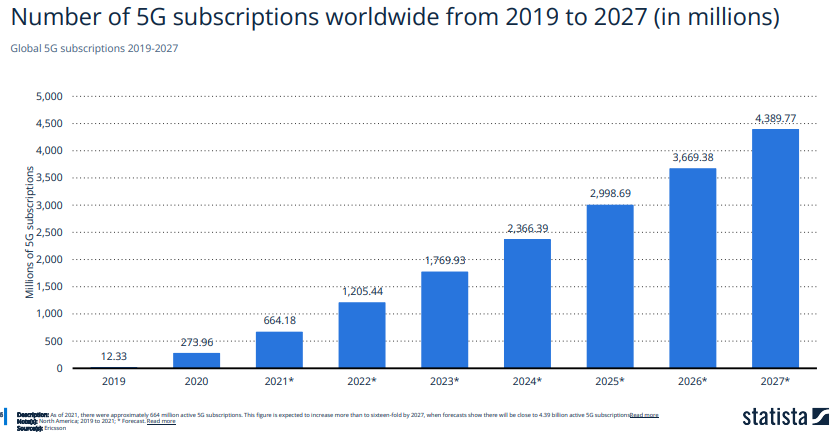 Number of 5G subscriptions worldwide from 2019 to 2027 (in millions)
Global 5G subscriptions 2019-2027
Millions of 5G subscriptions
5,000
4,500
4,000
3,500
3,000
2,500
2,000
1,500
1,000
500
0
12.33
273.96
664.18
1,205.44
1,769.93
2,366.39
2,998.69
3,669.38
4,389.77
2019 2020 2021* 2022* 2023* 2024* 2025* 2026* 2027*
Description: As of 2021, there were approximately 664 million active 5G subscriptions. This figure is expected to increase more than to sixteen-fold by 2027, when forecasts show there will be close to 4.39 billion active 5G subscriptions Read more
Note(s): North America; 2019 to 2021; * Forecast. Read more
Source(s): Ericsson
statista